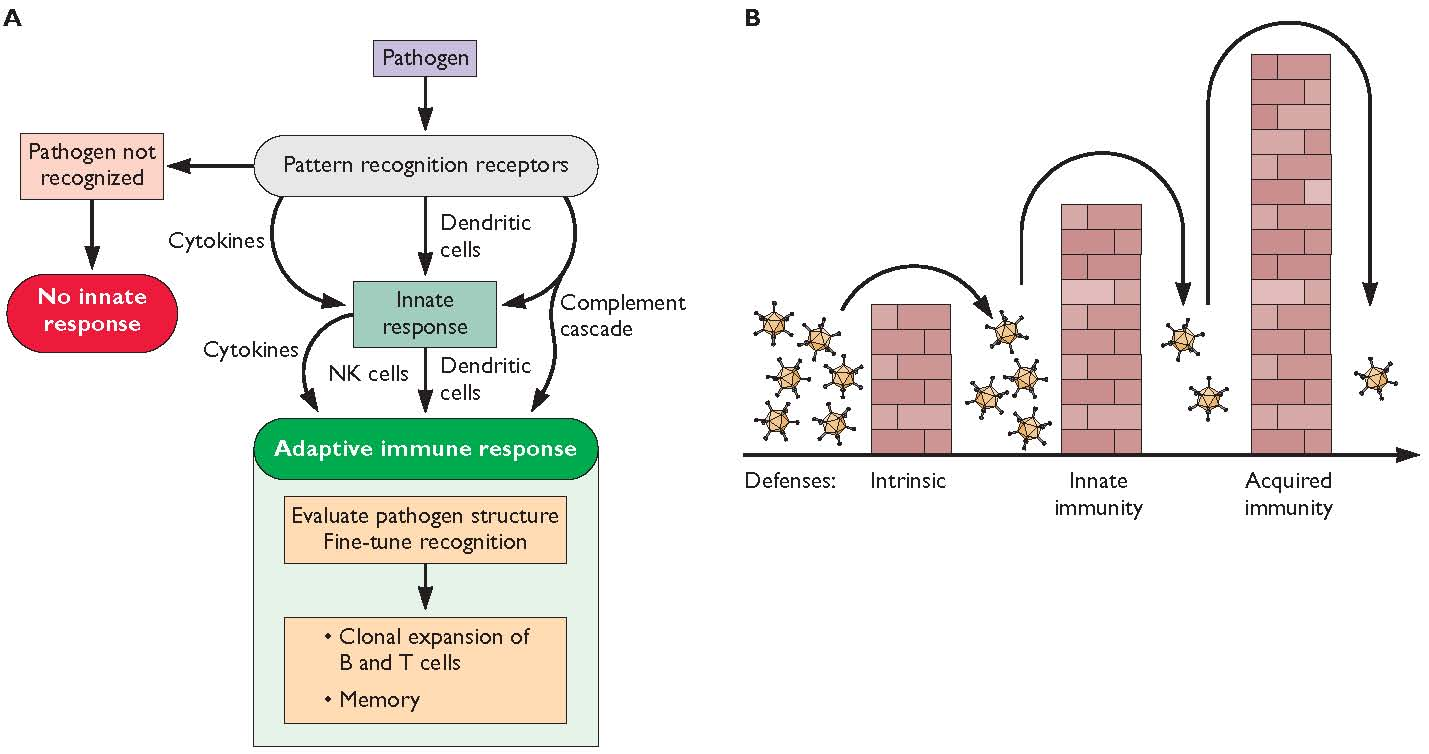 A
Pathogen
Pathogen not
recognized
Pattern recognition receptors
Cytokines
Dendritic
cells
No innate
response
Innate
response
Complement
cascade
Cytokines
NK cells
Dendritic
cells
Adaptive immune response
Evaluate pathogen structure
Fine-tune recognition
• Clonal expansion of
B and T cells
• Memory
B
Defenses:
Intrinsic
Innate
immunity
Acquired
immunity